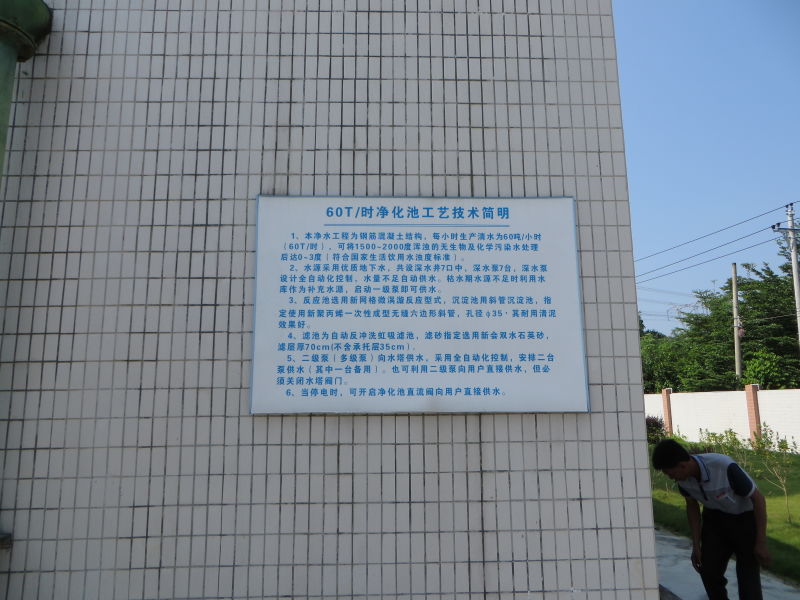 60T/时净化池工艺技术简明
1、本净水工程为钢筋混凝土结构，每小时生产清水为60吨/小时
（60T/时），可将1500~2000度浑浊的无生物及化学污染水处理
后达0~3度（符合国家生活饮用水浊度标准）。
2、水源采用优质地下水，共设深水井7口中，深水泵7台，深水泵
设计全自动化控制，水量不足自动供水。枯水期水源不足时利用水
库作为补充水源，启动一级泵即可供水。
3、反应池选用新网格微涡漩反应型式，沉淀池用斜管沉淀池，指
定使用新聚丙烯一次性成型无缝六边形斜管，孔径φ35·其耐用清泥
效果好。
4、滤池为自动反冲洗虹吸滤池，滤砂指定选用新会双水石英砂，
滤层厚70cm(不含承托层35cm)．
5、二级泵（多级泵）向水塔供水，采用全自动化控制，安排二台
泵供水（其中一台备用）。也可利用二级泵向用户直接供水，但必
须关闭水塔阀门。
6、当停电时，可开启净化池直流阀向用户直接供水。